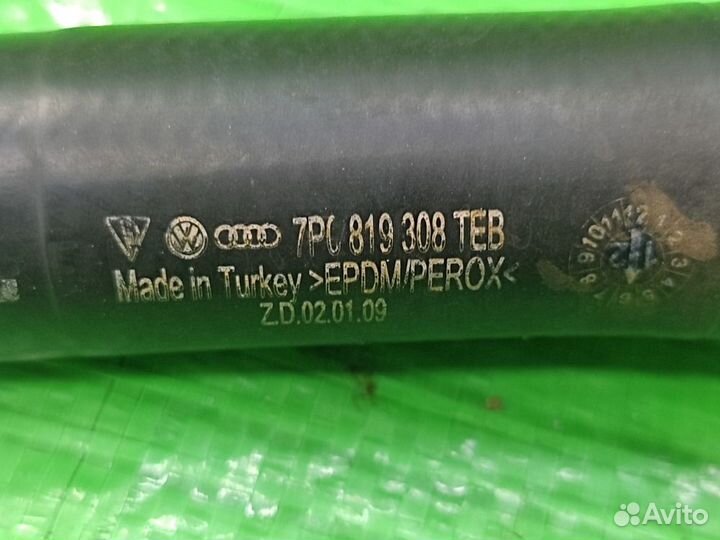 7P0 819 308 TEB
Made in Turkey >EPDM/PEROX<
Z.D.02.01.09
Avito